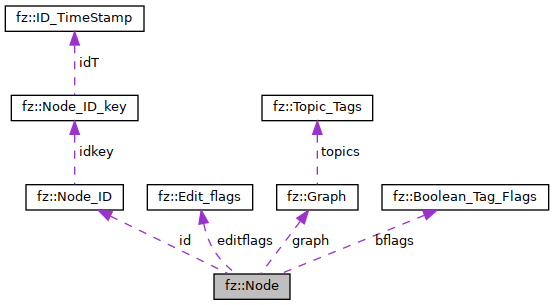 fz::ID_TimeStamp
idT
fz::Node_ID_key
fz::Topic_Tags
idkey
topics
fz::Node_ID
fz::Edit_flags
fz::Graph
fz::Boolean_Tag_Flags
id
editflags
graph
bflags
fz::Node